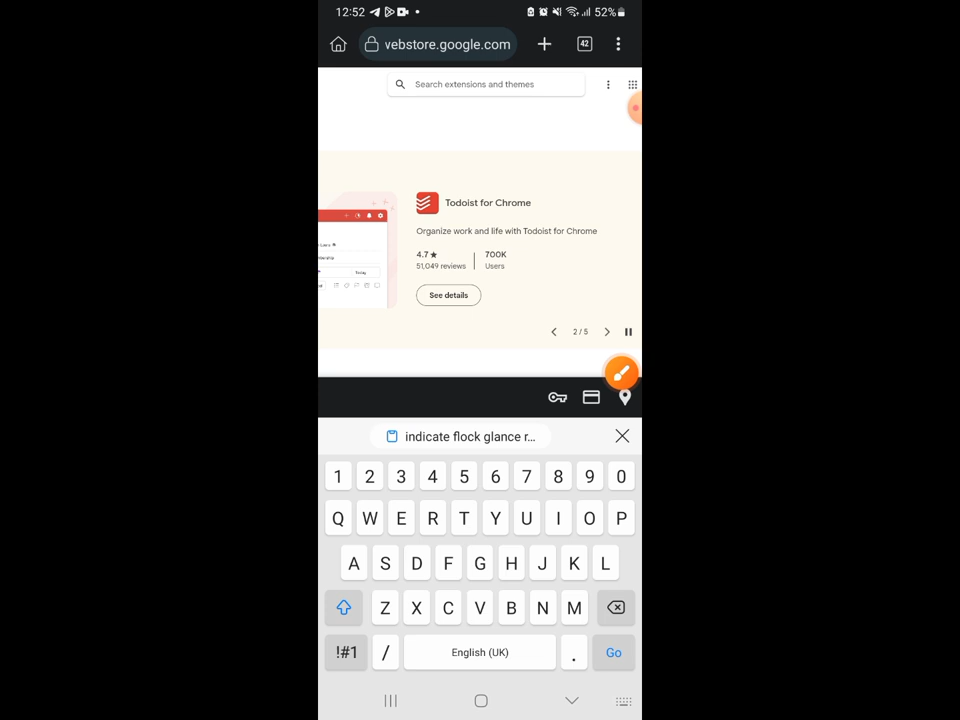 12:52 52%
vebstore.google.com 42
Search extensions and themes
Todoist for Chrome
Organize work and life with Todoist for Chrome
4.7 ★ 700K
51,049 reviews Users
Today
See details
2 / 5
indicate flock glance r...
1 2 3 4 5 6 7 8 9 0
Q W E R T Y U I O P
A S D F G H J K L
Z X C V B N M
!#1 / English (UK) . Go